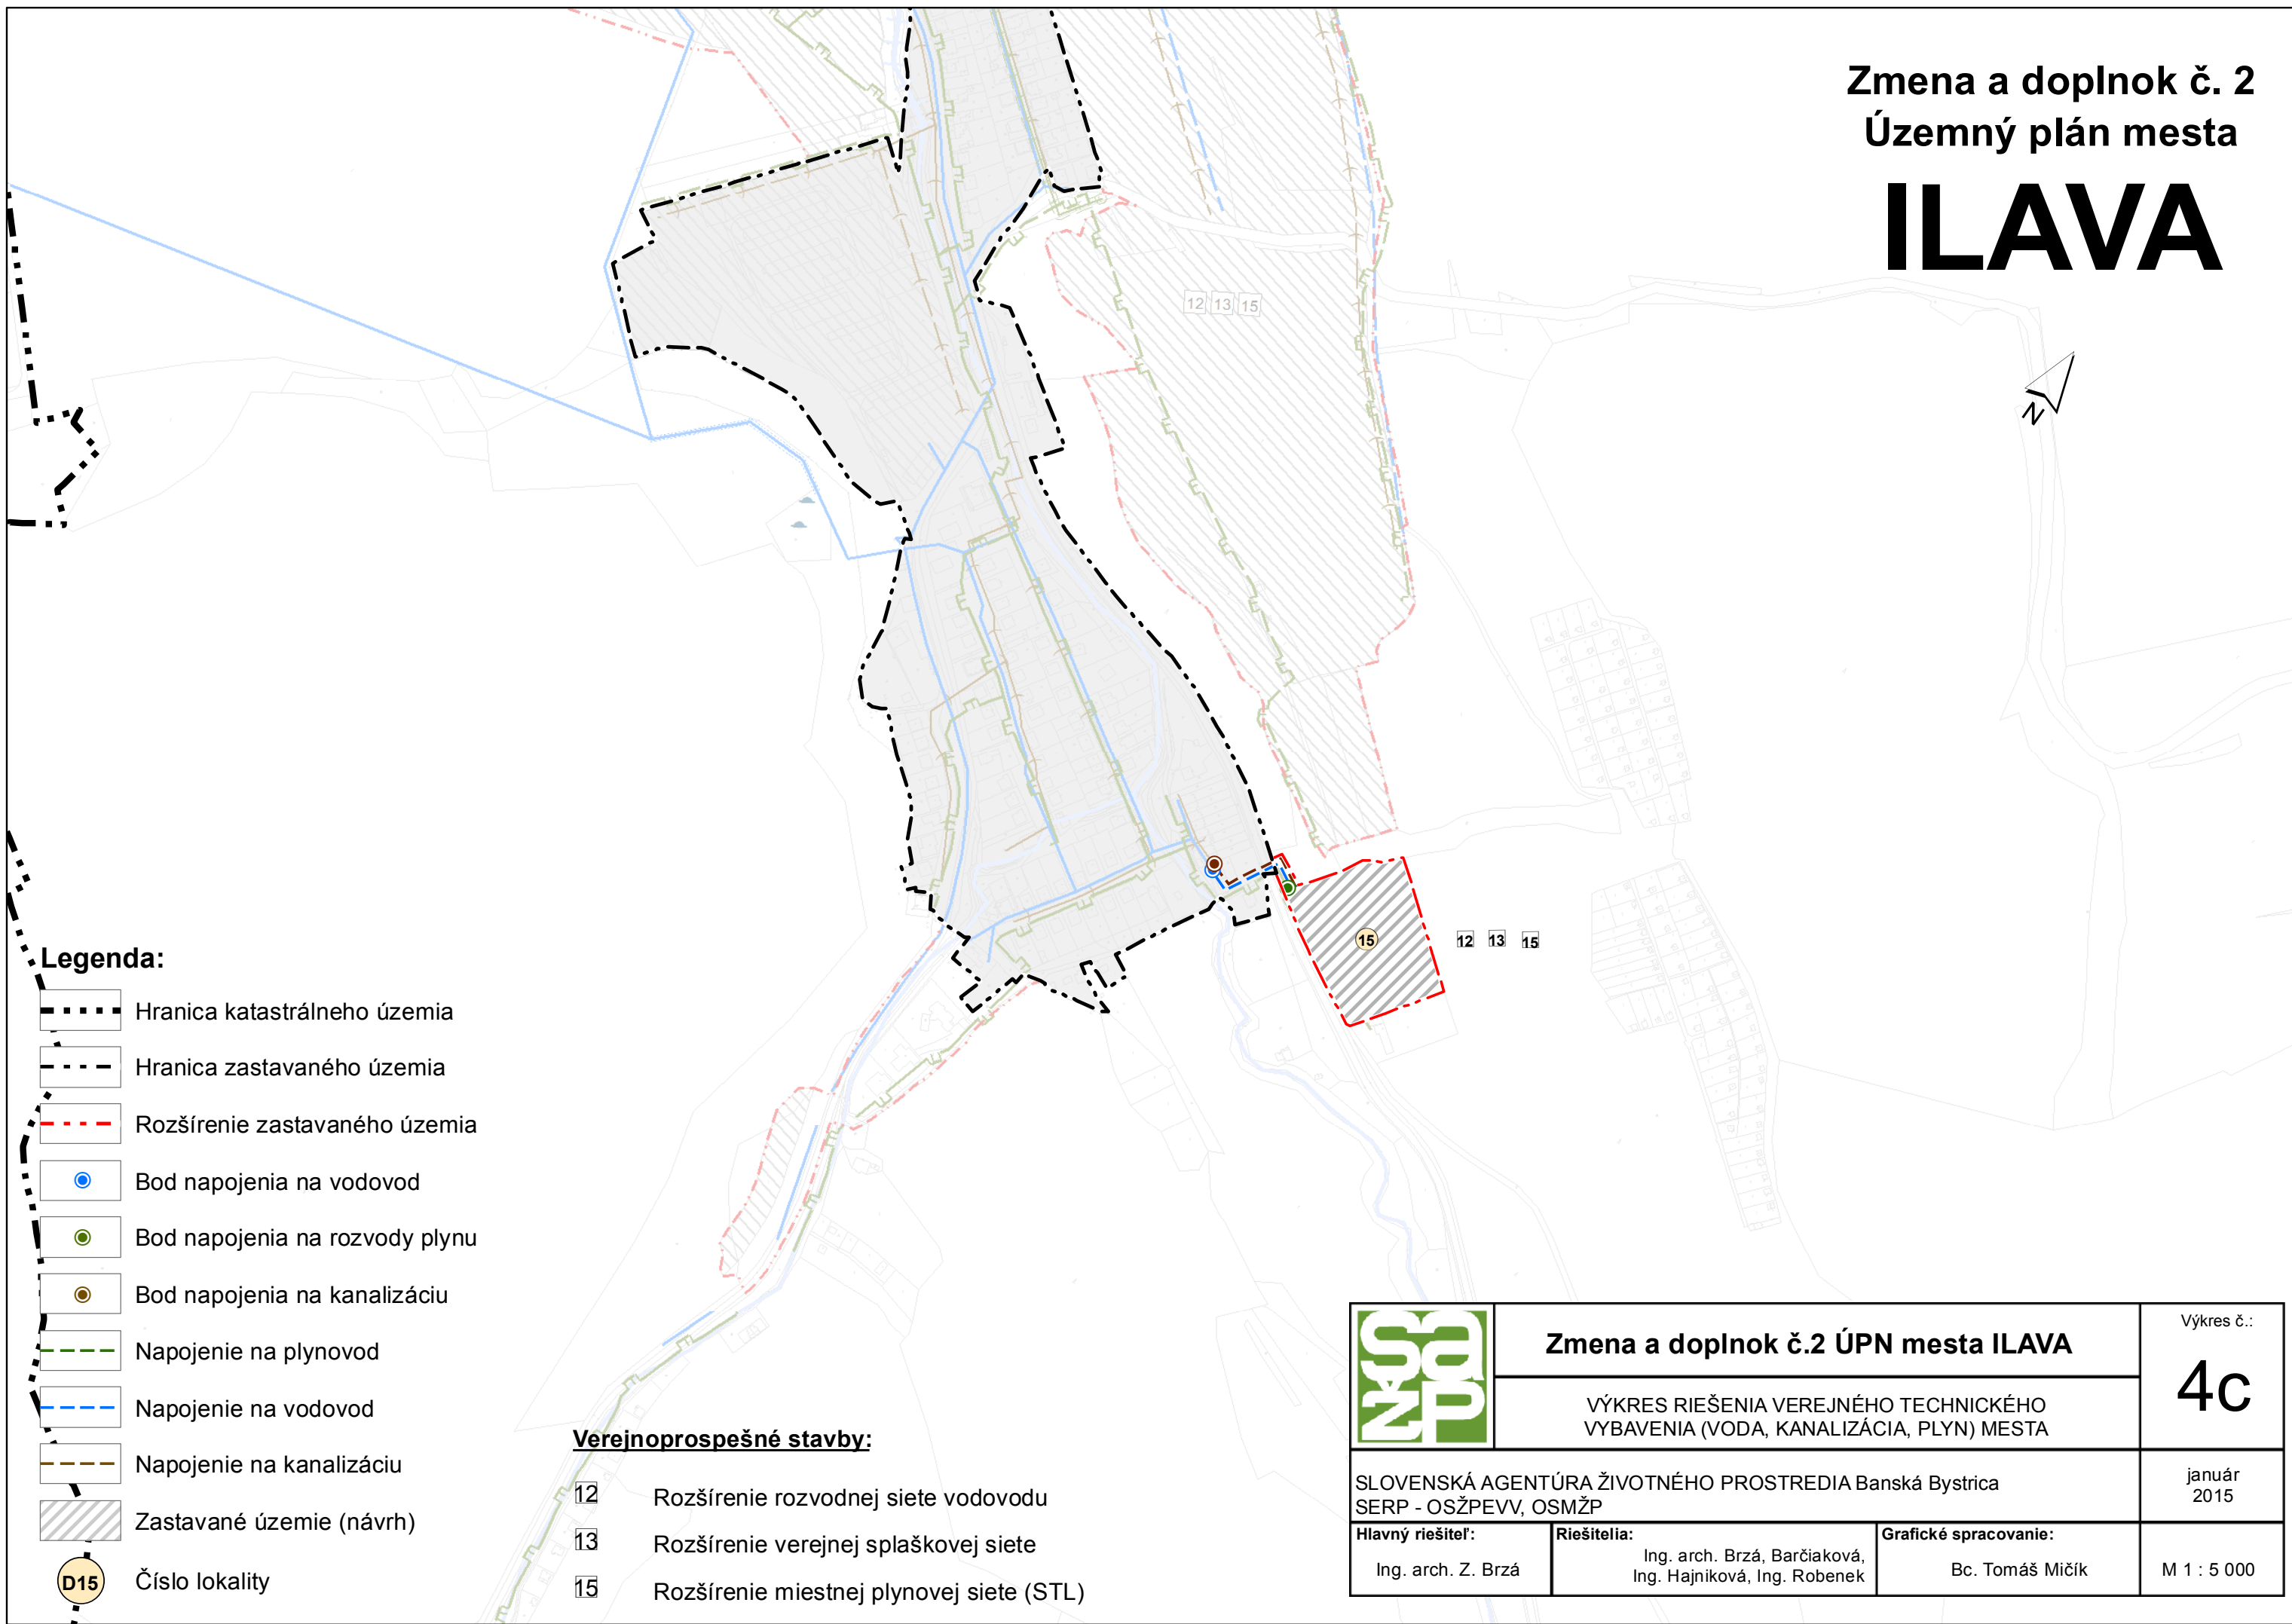 Zmena a doplnok č. 2
Územný plán mesta
ILAVA
12 13 15
N
15
12 13 15
Legenda:
Hranica katastrálneho územia
Hranica zastavaného územia
Rozšírenie zastavaného územia
Bod napojenia na vodovod
Bod napojenia na rozvody plynu
Bod napojenia na kanalizáciu
Napojenie na plynovod
Napojenie na vodovod
Napojenie na kanalizáciu
Zastavané územie (návrh)
D15 Číslo lokality
Verejnoprospešné stavby:
12 Rozšírenie rozvodnej siete vodovodu
13 Rozšírenie verejnej splaškovej siete
15 Rozšírenie miestnej plynovej siete (STL)
sažp
Zmena a doplnok č.2 ÚPN mesta ILAVA
Výkres č.:
4c
VÝKRES RIEŠENIA VEREJNÉHO TECHNICKÉHO
VYBAVENIA (VODA, KANALIZÁCIA, PLYN) MESTA
SLOVENSKÁ AGENTÚRA ŽIVOTNÉHO PROSTREDIA Banská Bystrica
SERP - OSŽPEVV, OSMŽP
január
2015
Hlavný riešiteľ:
Ing. arch. Z. Brzá
Riešitelia:
Ing. arch. Brzá, Barčiaková,
Ing. Hajniková, Ing. Robenek
Grafické spracovanie:
Bc. Tomáš Mičík
M 1 : 5 000